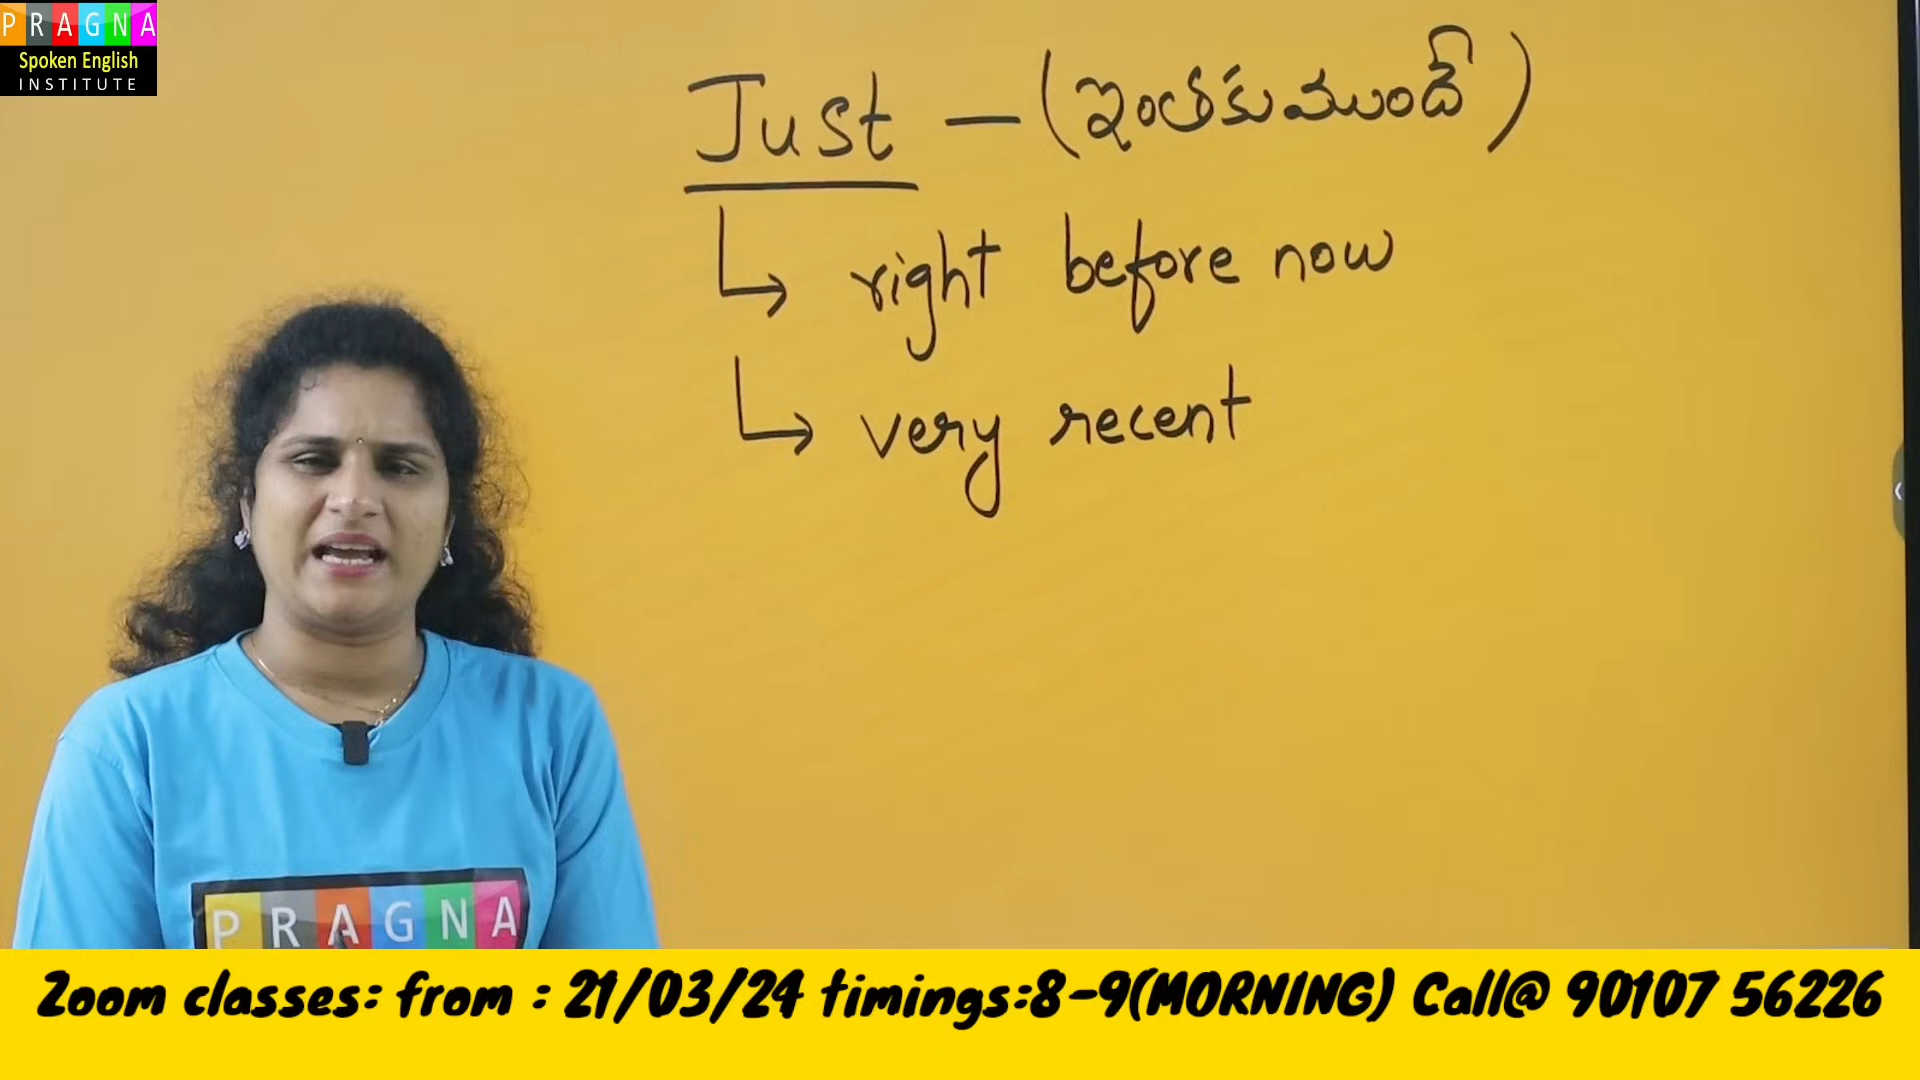 PRAGNA
Spoken English
INSTITUTE
Just – (ఇంతకుముందే)
right before now
very recent
PRAGNA
Zoom classes: from : 21/03/24 timings:8-9(MORNING) Call@ 90107 56226